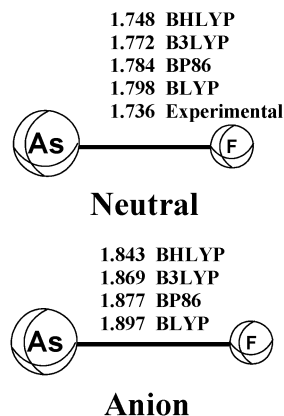 1.748 BHLYP
1.772 B3LYP
1.784 BP86
1.798 BLYP
1.736 Experimental
As F
Neutral
1.843 BHLYP
1.869 B3LYP
1.877 BP86
1.897 BLYP
As F
Anion